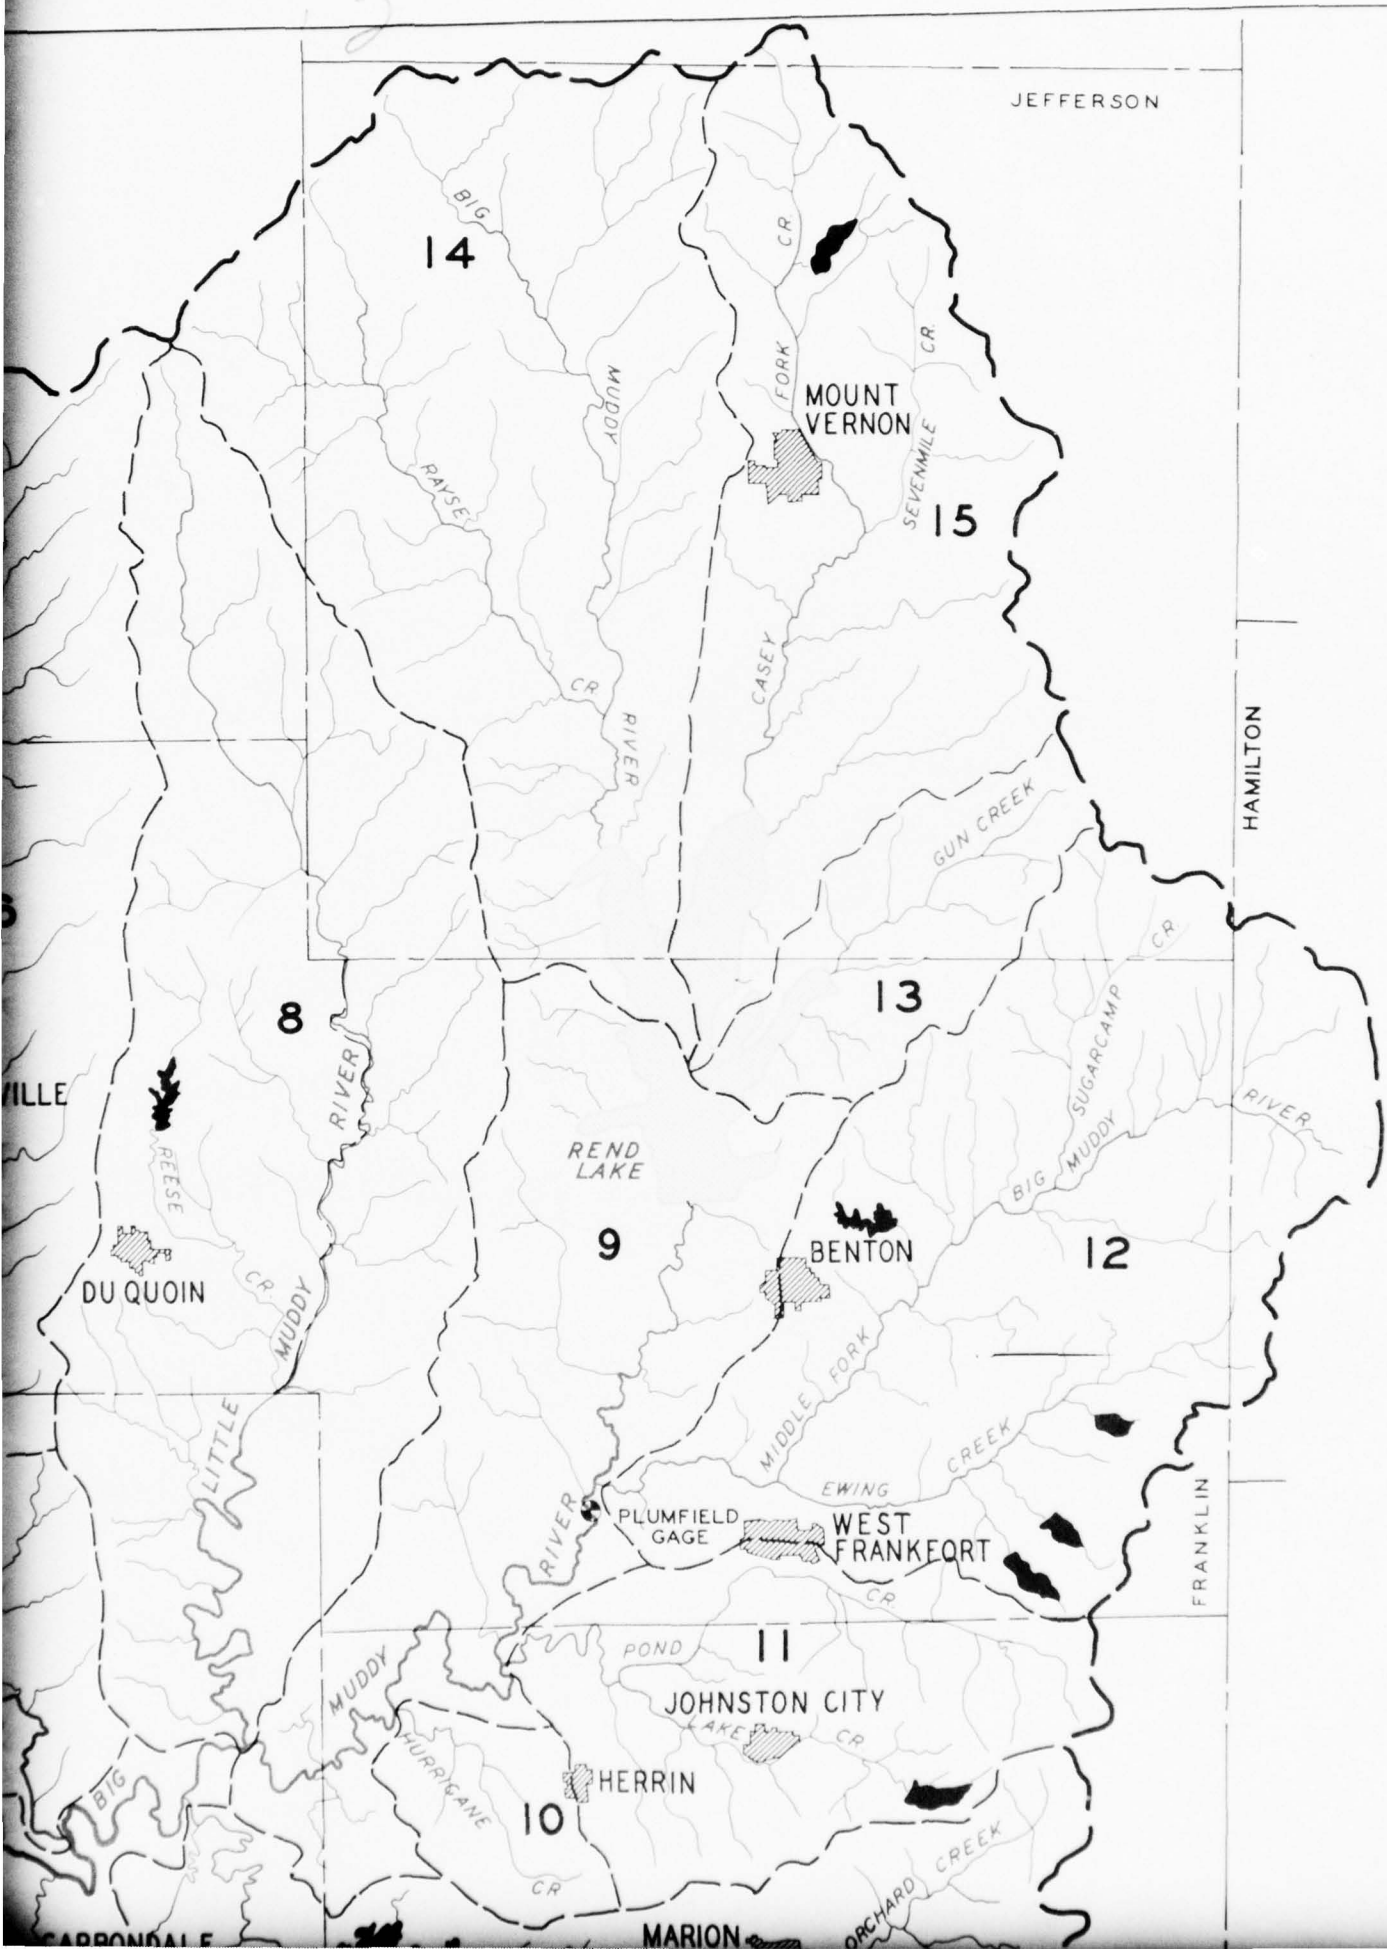 JEFFERSON
BIG
14
CR.
CR.
MUDDY
FORK
MOUNT
VERNON
SEVENMILE
RAYSE
15
CASEY
CR.
RIVER
HAMILTON
GUN CREEK
CR.
13
8
SUGARCAMP
RIVER
VILLE
RIVER
MUDDY
REESE
REND
LAKE
BIG
9
BENTON
12
CR.
DU QUOIN
MUDDY
MIDDLE FORK
LITTLE
CREEK
EWING
FRANKLIN
RIVER
PLUMFIELD
GAGE
WEST
FRANKFORT
CR.
POND
11
MUDDY
JOHNSTON CITY
LAKE
CR
HURRICANE
BIG
HERRIN
10
CREEK
CR
ORCHARD
MARION
CARBONDALE